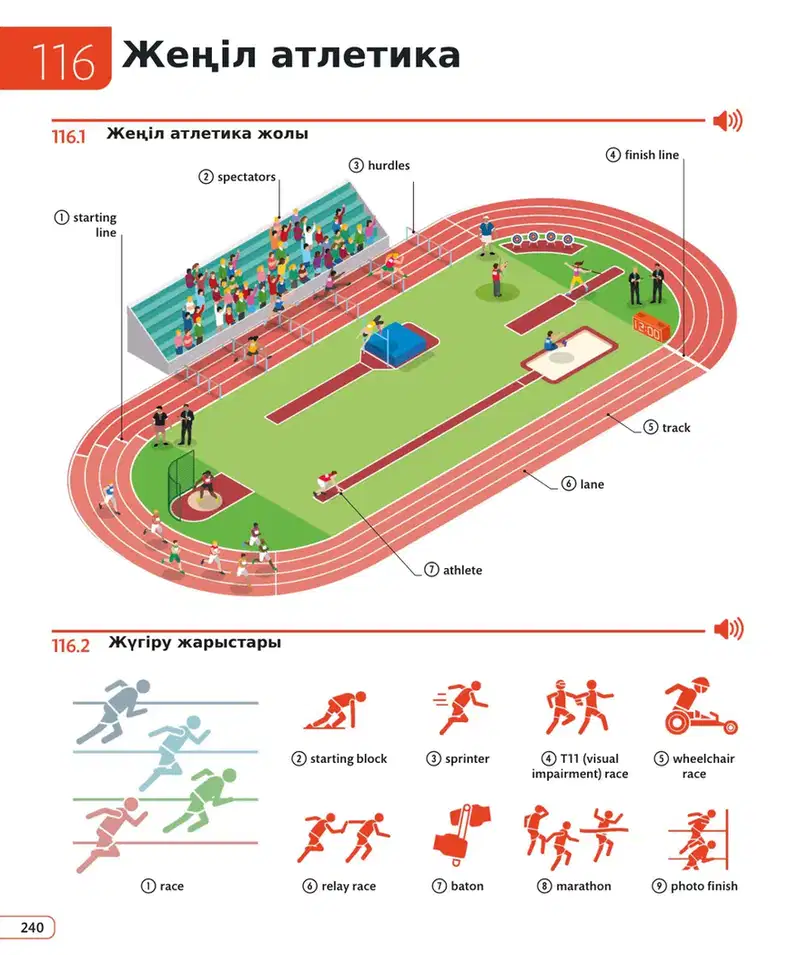 116 Жеңіл атлетика
116.1 Жеңіл атлетика жолы
① starting
line
② spectators
③ hurdles
④ finish line
12:00
⑤ track
⑥ lane
⑦ athlete
116.2 Жүгіру жарыстары
① race
② starting block
③ sprinter
④ T11 (visual
impairment) race
⑤ wheelchair
race
⑥ relay race
⑦ baton
⑧ marathon
⑨ photo finish
240